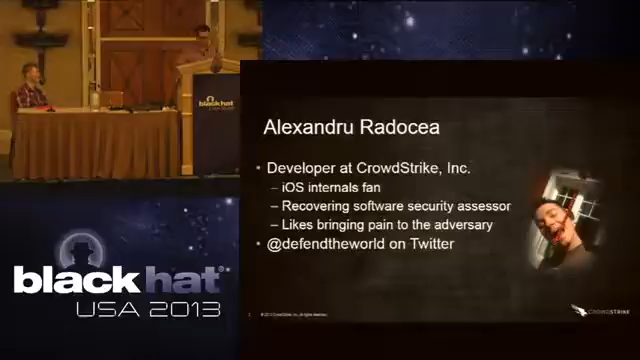 black hat
Alexandru Radocea
• Developer at CrowdStrike, Inc.
– iOS internals fan
– Recovering software security assessor
– Likes bringing pain to the adversary
• @defendtheworld on Twitter
black hat®
USA 2013
CROWDSTRIKE